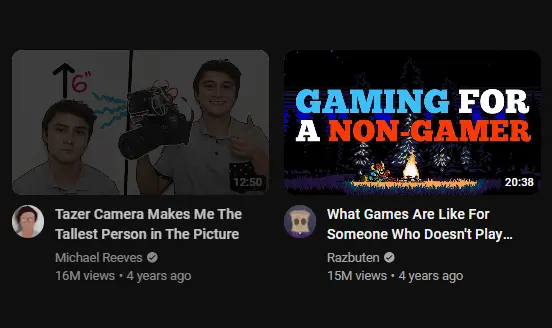 6"
12:50
Tazer Camera Makes Me The
Tallest Person in The Picture
Michael Reeves
16M views • 4 years ago
GAMING FOR
A NON-GAMER
20:38
What Games Are Like For
Someone Who Doesn't Play...
Razbuten
15M views • 4 years ago